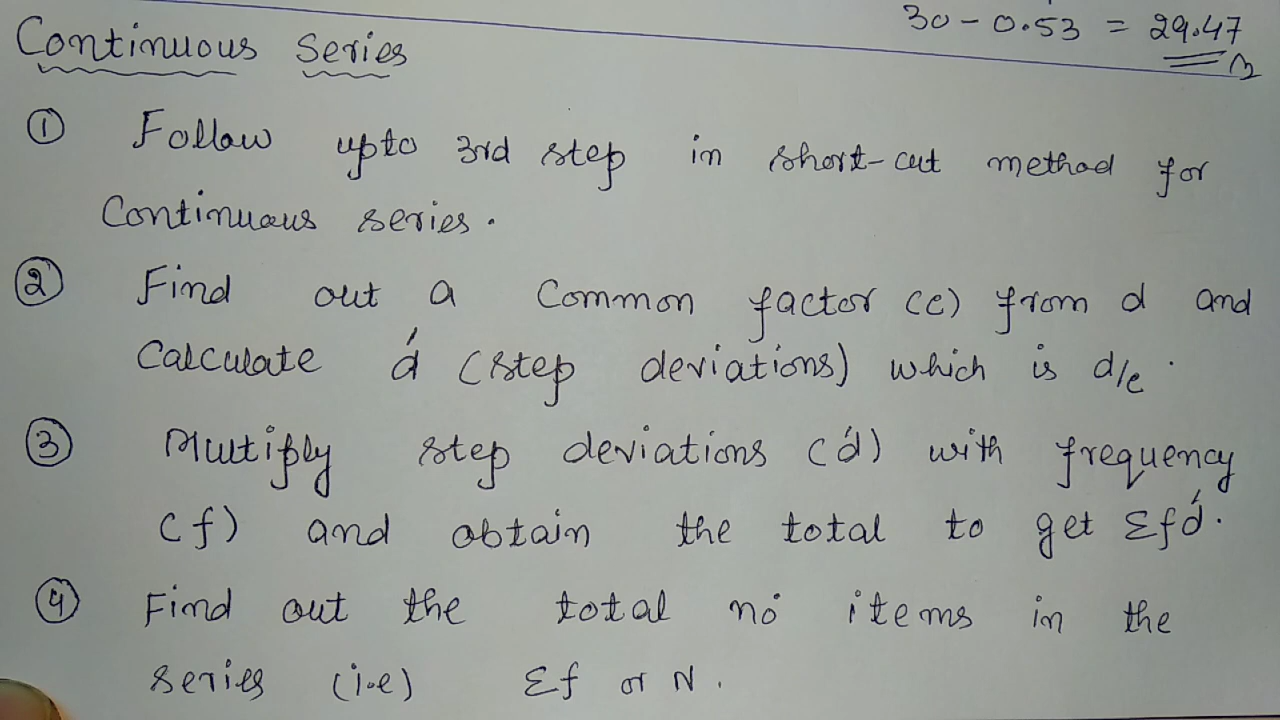 30 - 0.53 = 29.47
Continuous Series
① Follow upto 3rd step in short-cut method for
Continuous series.
② Find out a Common factor (c) from d and
Calculate d́ (step deviations) which is d/c.
③ Multiply step deviations (d́) with frequency
(f) and obtain the total to get Σfd́.
④ Find out the total no items in the
series (i.e) Σf or N.